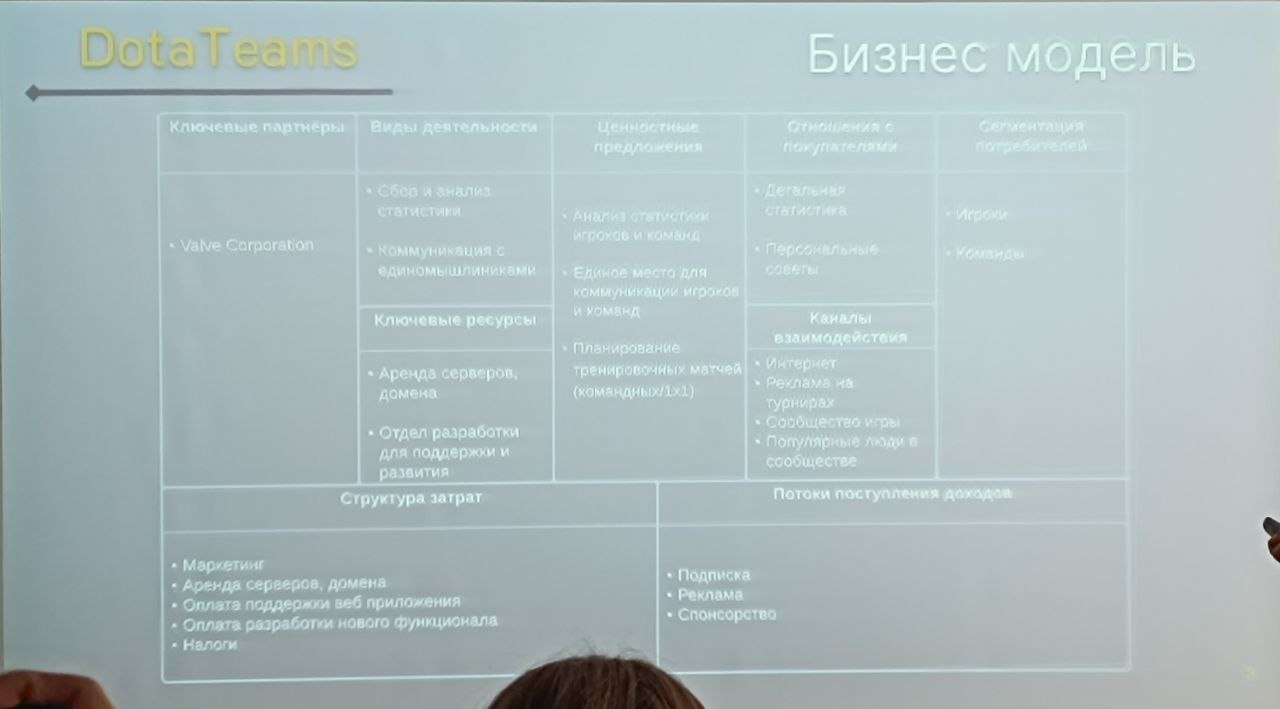 DotaTeams
Бизнес модель
Ключевые партнёры
• Valve Corporation
Виды деятельности
• Сбор и анализ
статистики
• Коммуникация с
единомышлиниками
Ключевые ресурсы
• Аренда серверов,
домена
• Отдел разработки
для поддержки и
развития
Ценностные
предложения
• Анализ статистики
игроков и команд
• Единое место для
коммуникации игроков
и команд
• Планирование
тренировочных матчей
(командных/1x1)
Отношения с
покупателями
• Детальная
статистика
• Персональные
советы
Каналы
взаимодействия
• Интернет
• Реклама на
турнирах
• Сообщество игры
• Популярные люди в
сообществе
Сегментация
потребителей
• Игроки
• Команды
Структура затрат
• Маркетинг
• Аренда серверов, домена
• Оплата поддержки веб приложения
• Оплата разработки нового функционала
• Налоги
Потоки поступления доходов
• Подписка
• Реклама
• Спонсорство
3